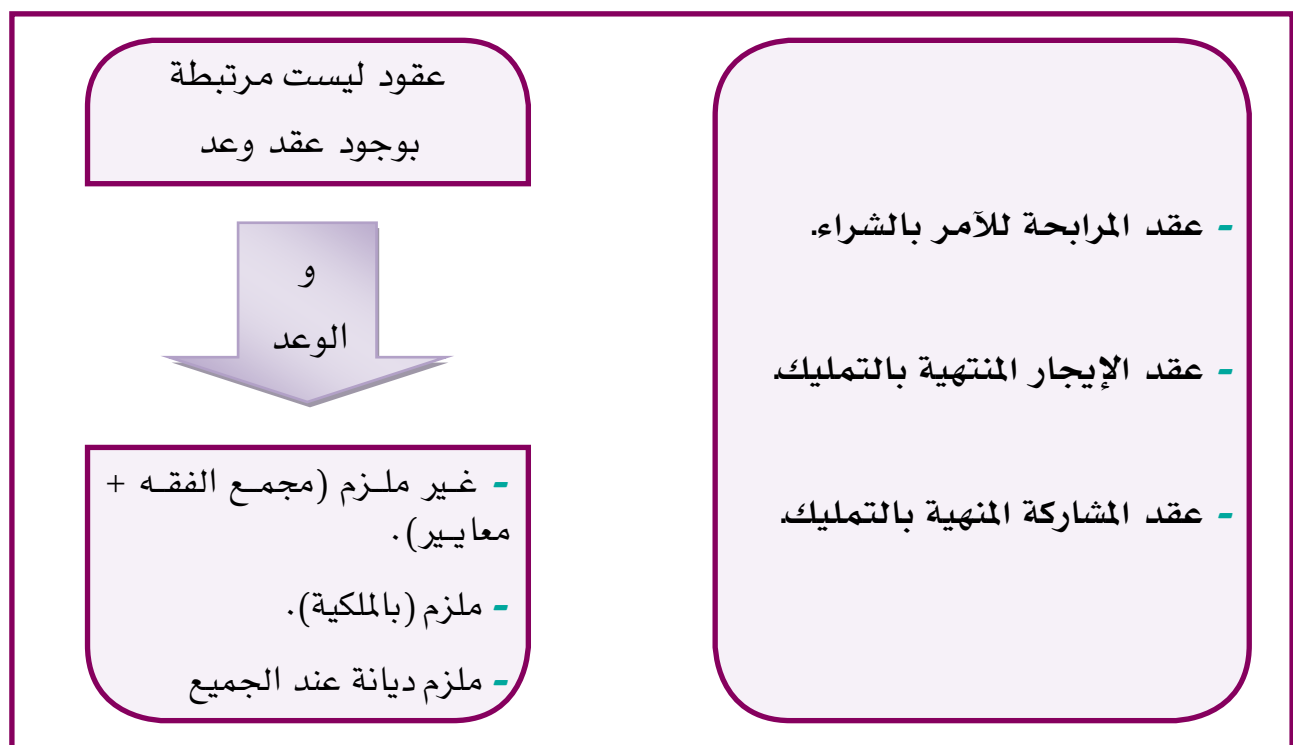 - عقد المرابحة للآمر بالشراء.
- عقد الإيجار المنتهية بالتمليك.
- عقد المشاركة المنهية بالتمليك.
عقود ليست مرتبطة
بوجود عقد وعد
و
الوعد
- غير ملزم (مجمع الفقه +
معايير).
- ملزم (بالملكية).
- ملزم ديانة عند الجميع